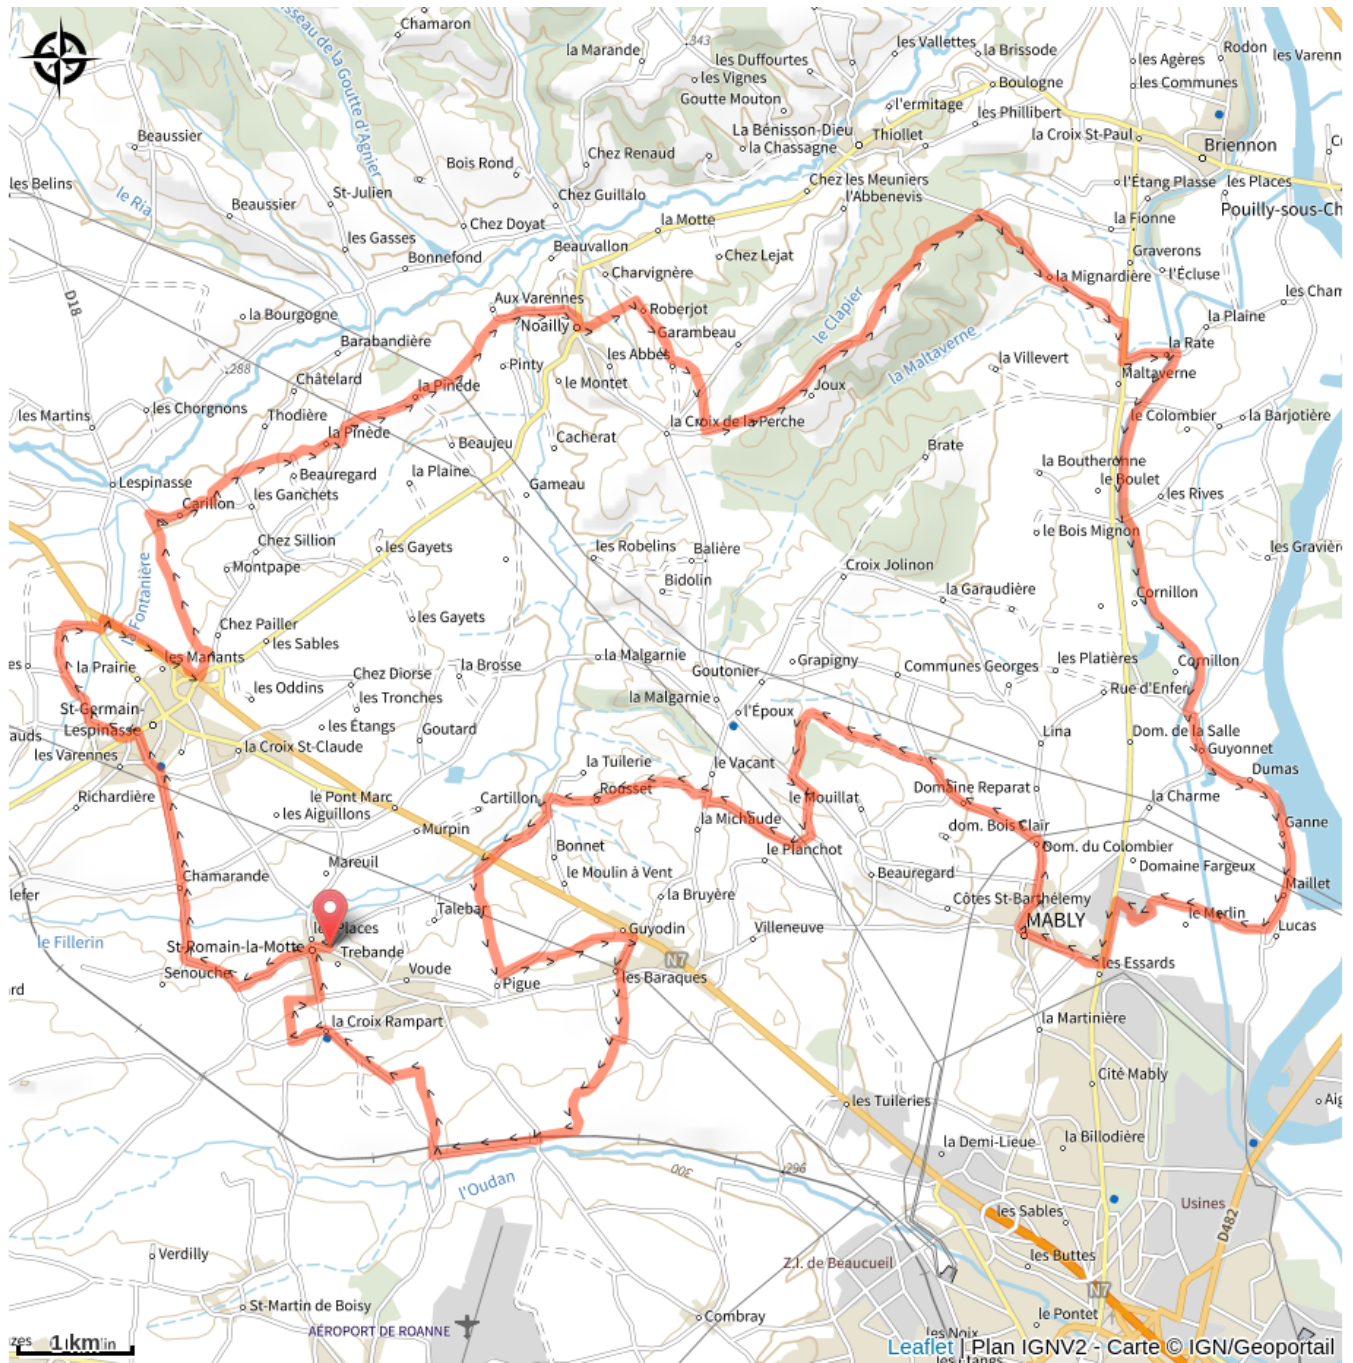 Chamaron
la Marande
343
les Vallettes
la Brissode
les Duffourtes
les Vignes
Goutte Mouton
les Agères
les Communes
Rodon
les Varenn
Boulogne
l'ermitage
les Phillibert
Beaussier
La Bénisson-Dieu
la Chassagne
Thiollet
la Croix St-Paul
Briennon
Bois Rond
Chez Renaud
les Belins
le Ria
Beaussier
St-Julien
Chez Guillalo
Chez les Meuniers
l'Abbenevis
l'Étang Plasse
les Places
Pouilly-sous-Ch
la Motte
la Fionne
les Gasses
Chez Doyat
Bonnefond
Beauvallon
Chez Lejat
Graverons
l'Écluse
Charvignère
la Mignardière
D18
la Bourgogne
Aux Varennes
Noailly
Roberjot
Garambeau
le Clapier
les Cham
la Plaine
la Rate
Barabandière
288
Pinty
les Abbés
le Montet
la Maltaverne
la Villevert
Maltaverne
Châtelard
la Pinède
Joux
les Martins
les Chorgnons
Thodière
la Pinède
la Croix de la Perche
le Colombier
la Barjotière
Beaujeu
Cacherat
Brate
Lespinasse
Beauregard
la Plaine
Gameau
la Boutheronne
le Boulet
les Rives
Carillon
les Ganchets
Chez Sillion
Montpape
les Gayets
les Robelins
Balière
Bidolin
Croix Jolinon
le Bois Mignon
les Gravière
la Fontanière
la Garaudière
Cornillon
Chez Pailler
les Sables
les Gayets
les Mariants
la Prairie
Chez Diorse
la Brosse
la Malgarnie
Goutonier
Grapigny
Communes Georges
les Platières
Cornillon
les Oddins
les Tronches
la Malgarnie
Rue d'Enfer
St-Germain-
Lespinasse
les Étangs
Goutard
l'Époux
Lina
Dom. de la Salle
Guyonnet
auds
les Varennes
la Croix St-Claude
la Tuilerie
le Vacant
Dumas
Richardière
le Pont Marc
les Aiguillons
Cartillon
Rousset
le Mouillat
Domaine Reparat
la Charme
Ganne
Murpin
la Michaude
dom. Bois Clair
Dom. du Colombier
Bonnet
le Planchot
Domaine Fargeux
Mareuil
Chamarande
le Moulin à Vent
Beauregard
Maillet
la Bruyère
Côtes St-Barthélemy
le Merlin
MABLY
Lucas
Talebar
Guyodin
Villeneuve
le Fillerin
St-Romain-la-Motte
Trebande
Senouche
Voude
Pigue
les Baraques
N7
les Essards
la Croix Rampart
la Martinière
Cité Mably
les Tuileries
la Demi-Lieue
la Billodière
296
l'Oudan
les Sables
Usines
D482
Verdilly
les Buttes
Z.I. de Beaucueil
N7
St-Martin de Boisy
Combray
le Pontet
AÉROPORT DE ROANNE
1 km
les Noix
Leaflet | Plan IGNV2 - Carte © IGN/Geoportail